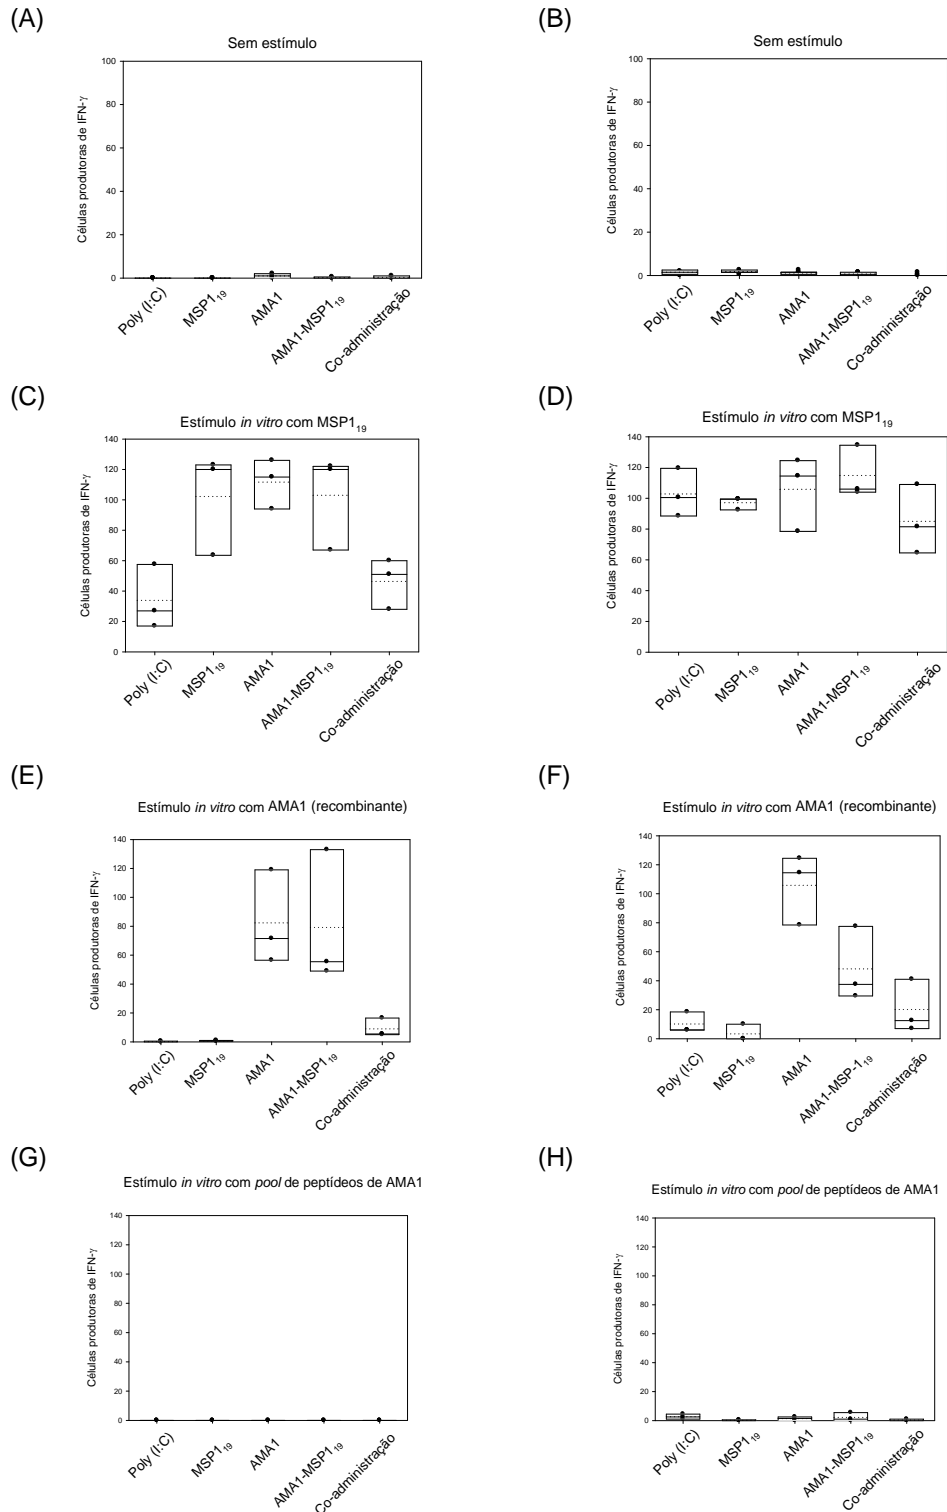 (A)
Sem estímulo
Células produtoras de IFN-γ
100
80
60
40
20
0
Poly (I:C)
MSP1₁₉
AMA1
AMA1-MSP1₁₉
Co-administração
(B)
Sem estímulo
Células produtoras de IFN-γ
100
80
60
40
20
0
Poly (I:C)
MSP1₁₉
AMA1
AMA1-MSP1₁₉
Co-administração
(C)
Estímulo in vitro com MSP1₁₉
Células produtoras de IFN-γ
140
120
100
80
60
40
20
0
Poly (I:C)
MSP1₁₉
AMA1
AMA1-MSP1₁₉
Co-administração
(D)
Estímulo in vitro com MSP1₁₉
Células produtoras de IFN-γ
140
120
100
80
60
40
20
0
Poly (I:C)
MSP1₁₉
AMA1
AMA1-MSP1₁₉
Co-administração
(E)
Estímulo in vitro com AMA1 (recombinante)
Células produtoras de IFN-γ
140
120
100
80
60
40
20
0
Poly (I:C)
MSP1₁₉
AMA1
AMA1-MSP1₁₉
Co-administração
(F)
Estímulo in vitro com AMA1 (recombinante)
Células produtoras de IFN-γ
140
120
100
80
60
40
20
0
Poly (I:C)
MSP1₁₉
AMA1
AMA1-MSP-1₁₉
Co-administração
(G)
Estímulo in vitro com pool de peptídeos de AMA1
Células produtoras de IFN-γ
140
120
100
80
60
40
20
0
Poly (I:C)
MSP1₁₉
AMA1
AMA1-MSP1₁₉
Co-administração
(H)
Estímulo in vitro com pool de peptídeos de AMA1
Células produtoras de IFN-γ
140
120
100
80
60
40
20
0
Poly (I:C)
MSP1₁₉
AMA1
AMA1-MSP1₁₉
Co-administração